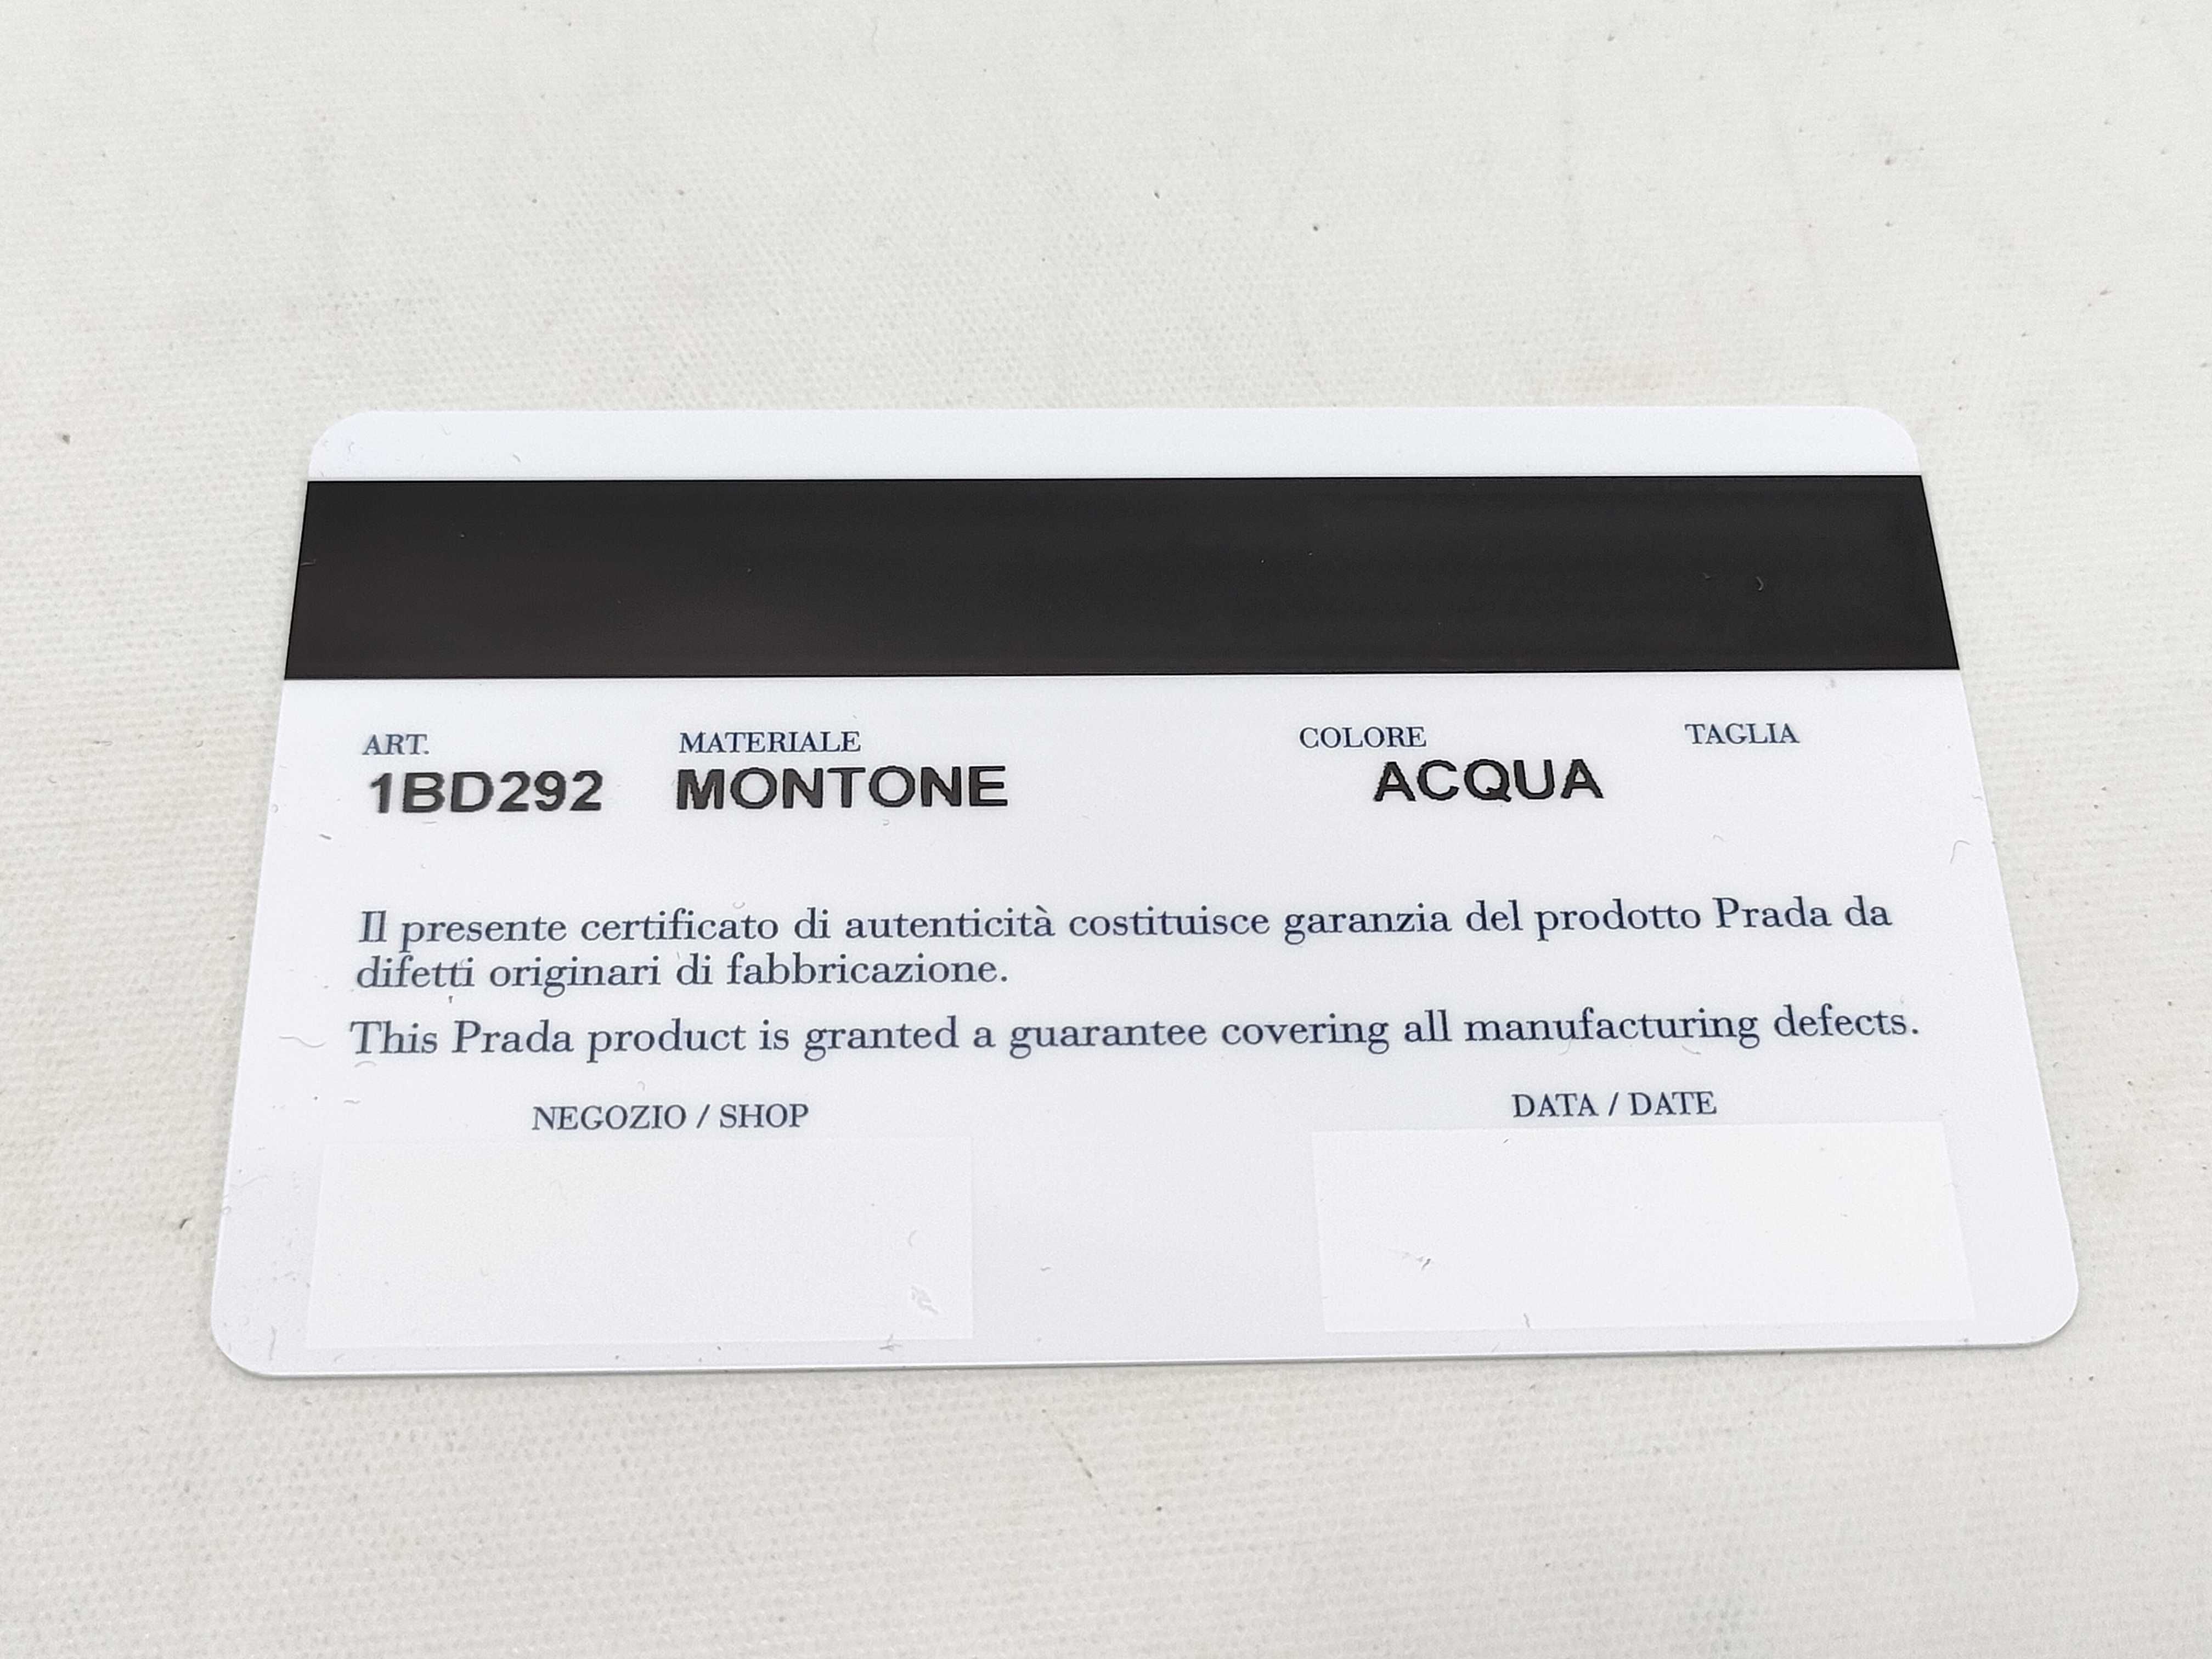 ART. MATERIALE COLORE TAGLIA
1BD292 MONTONE ACQUA
Il presente certificato di autenticità costituisce garanzia del prodotto Prada da
difetti originari di fabbricazione.
This Prada product is granted a guarantee covering all manufacturing defects.
NEGOZIO / SHOP DATA / DATE